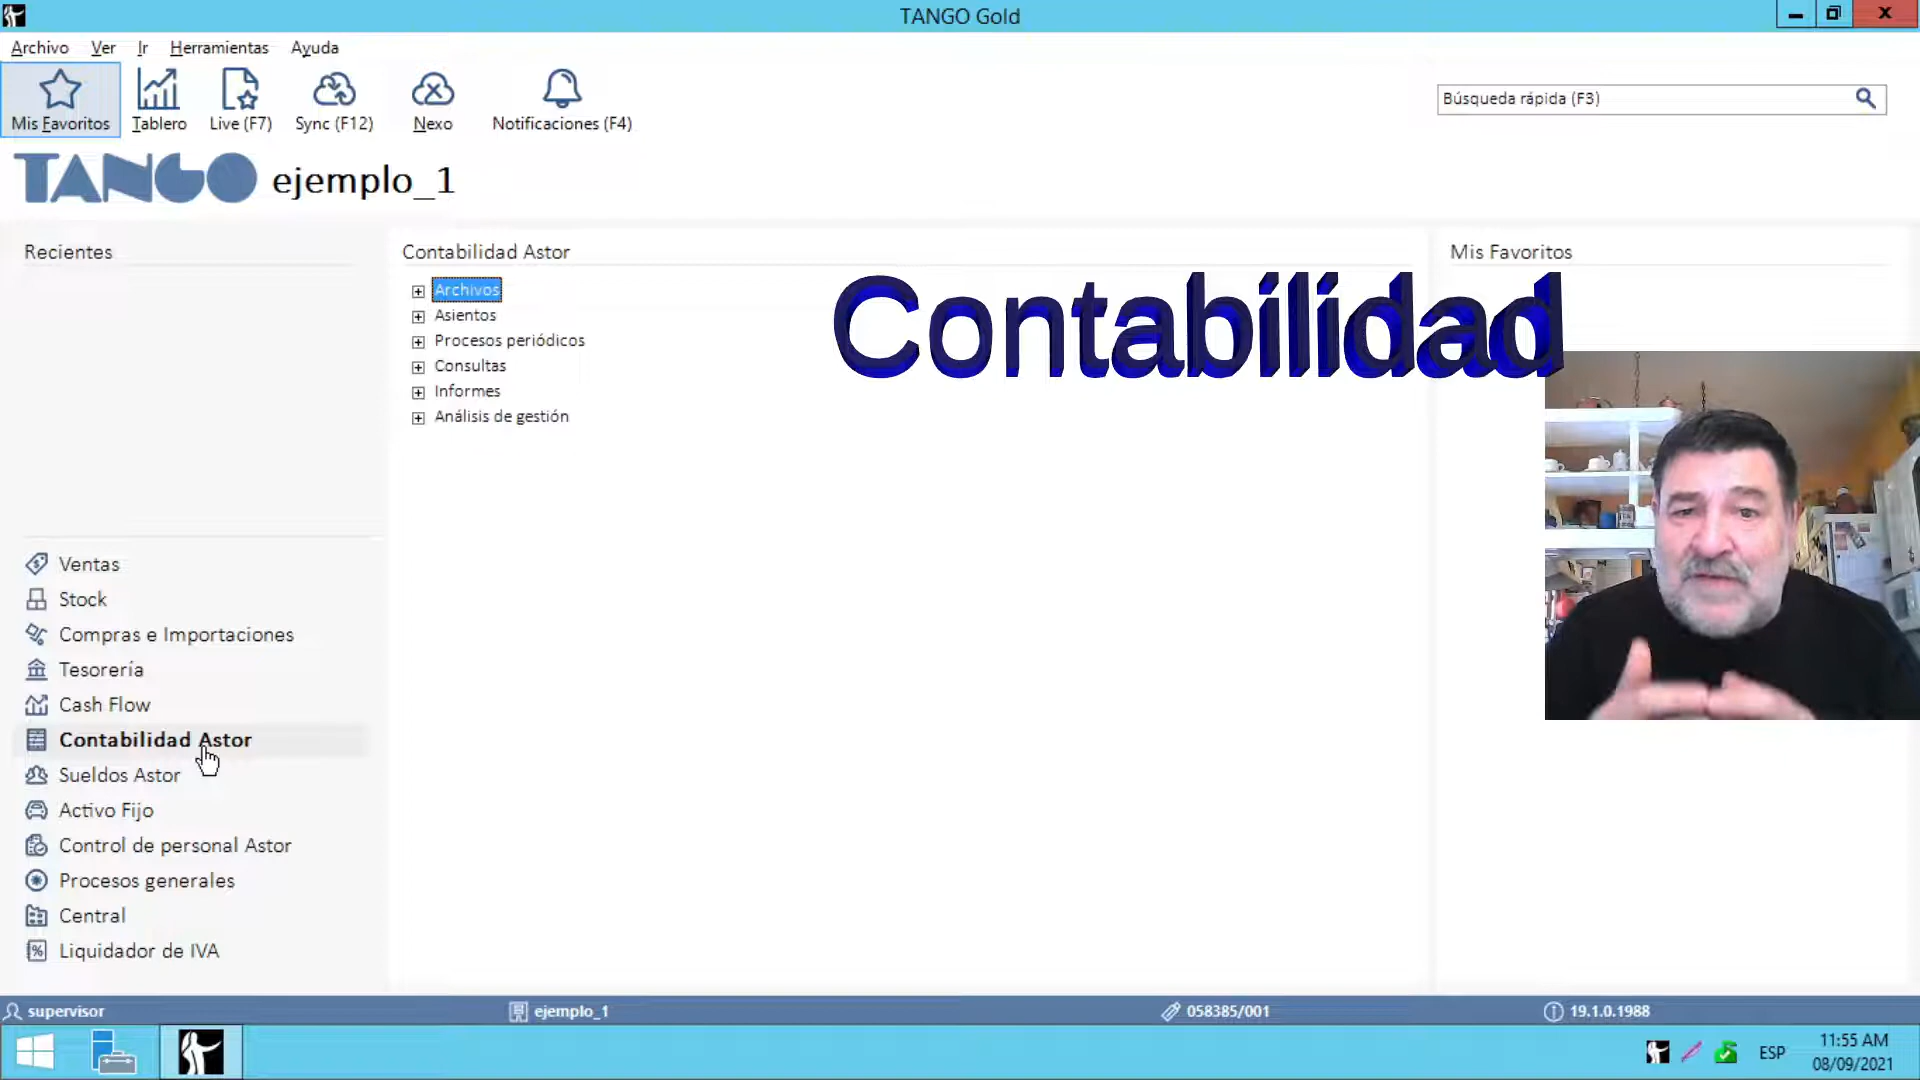 TANGO Gold
Archivo Ver Ir Herramientas Ayuda
Mis Favoritos Tablero Live (F7) Sync (F12) Nexo Notificaciones (F4)
Búsqueda rápida (F3)
TANGO ejemplo_1
Recientes
Contabilidad Astor
Mis Favoritos
Archivos
Asientos
Procesos periódicos
Consultas
Informes
Análisis de gestión
Contabilidad
Ventas
Stock
Compras e Importaciones
Tesorería
Cash Flow
Contabilidad Astor
Sueldos Astor
Activo Fijo
Control de personal Astor
Procesos generales
Central
Liquidador de IVA
supervisor ejemplo_1 058385/001 19.1.0.1988
ESP
11:55 AM
08/09/2021